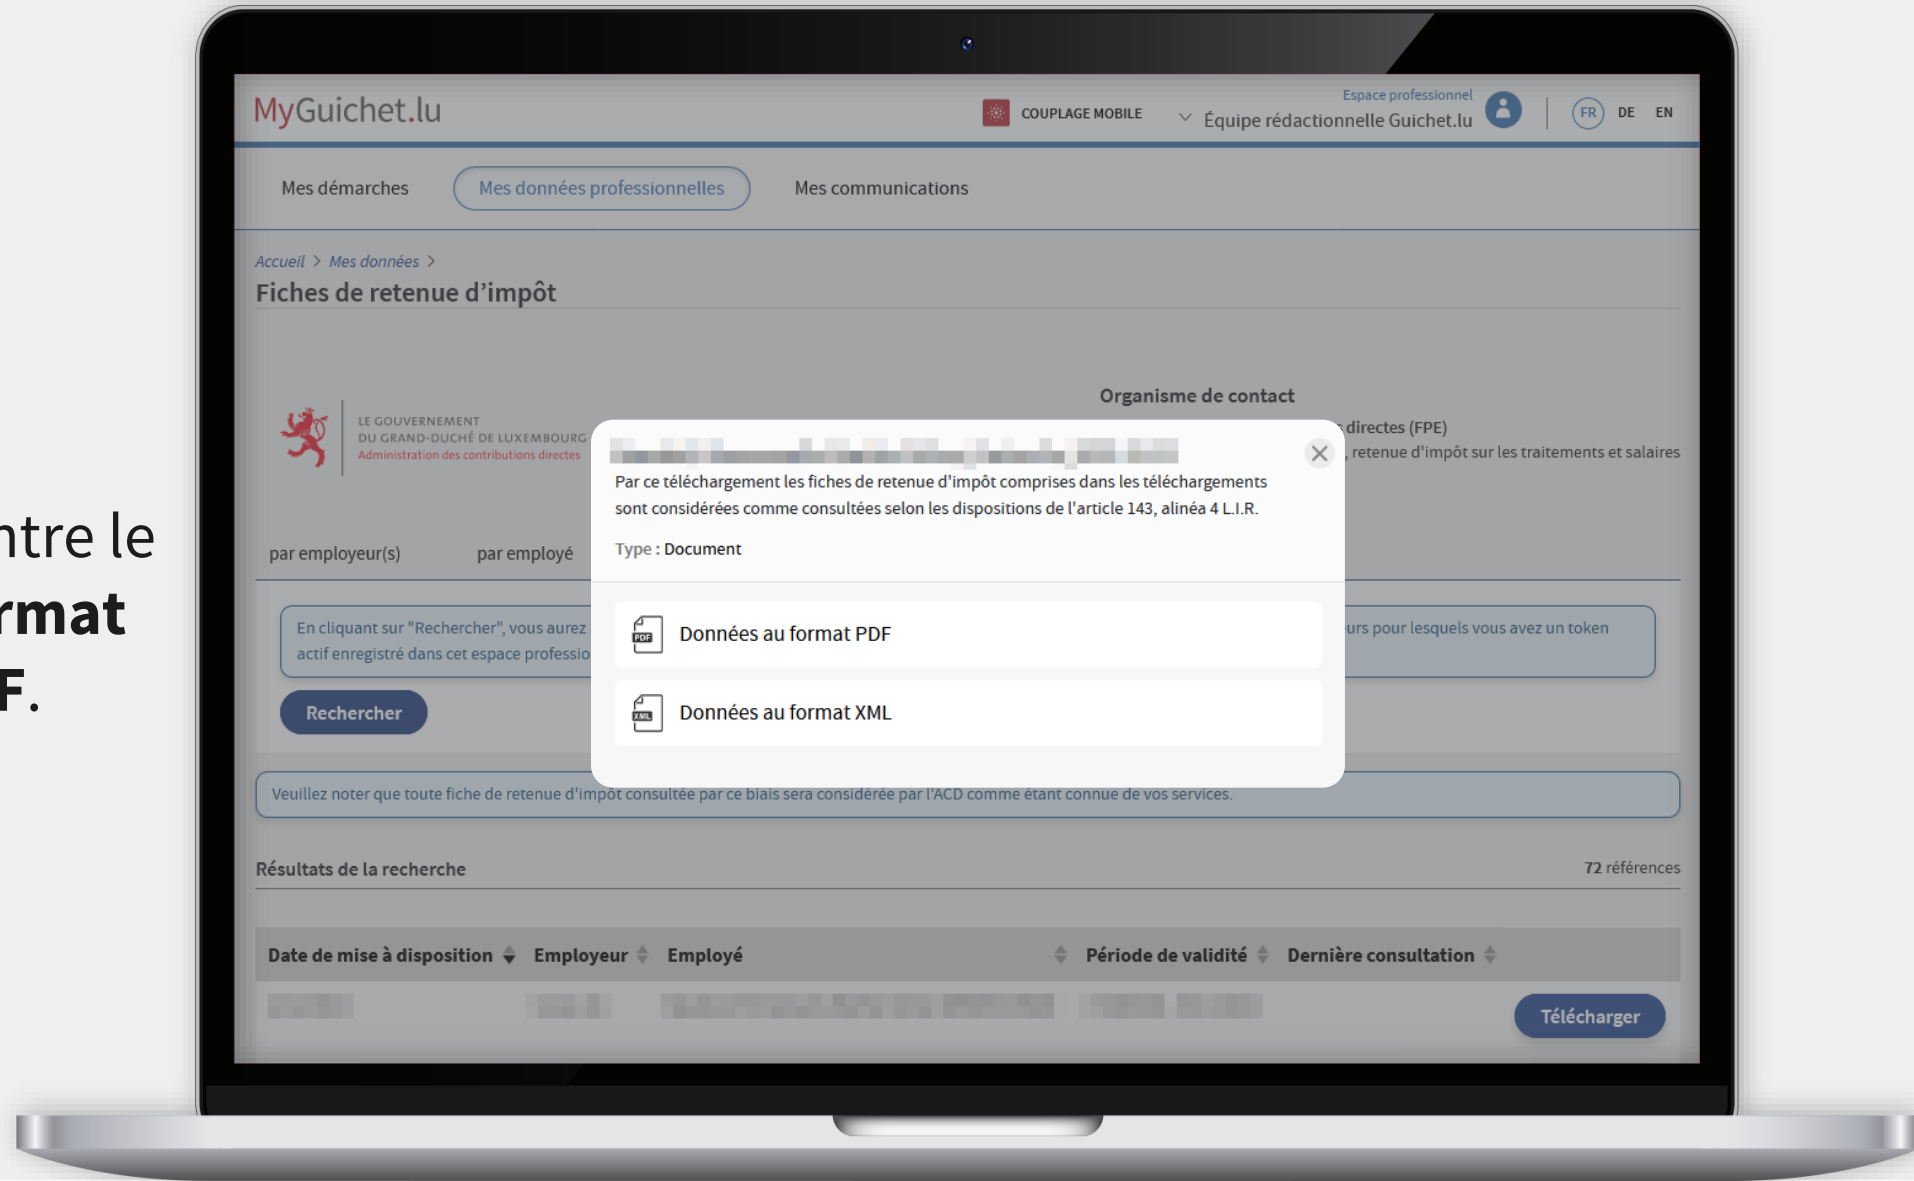 ntre le
rmat
F.
MyGuichet.lu
COUPLAGE MOBILE
Espace professionnel
Équipe rédactionnelle Guichet.lu
FR DE EN
Mes démarches Mes données professionnelles Mes communications
Accueil > Mes données >
Fiches de retenue d'impôt
LE GOUVERNEMENT
DU GRAND-DUCHÉ DE LUXEMBOURG
Administration des contributions directes
Organisme de contact
directes (FPE)
, retenue d'impôt sur les traitements et salaires
Par ce téléchargement les fiches de retenue d'impôt comprises dans les téléchargements
sont considérées comme consultées selon les dispositions de l'article 143, alinéa 4 L.I.R.
Type : Document
PDF Données au format PDF
XML Données au format XML
par employeur(s) par employé
En cliquant sur "Rechercher", vous aurez
urs pour lesquels vous avez un token
actif enregistré dans cet espace professio
Rechercher
Veuillez noter que toute fiche de retenue d'impôt consultée par ce biais sera considérée par l'ACD comme étant connue de vos services.
Résultats de la recherche 72 références
Date de mise à disposition Employeur Employé Période de validité Dernière consultation
Télécharger